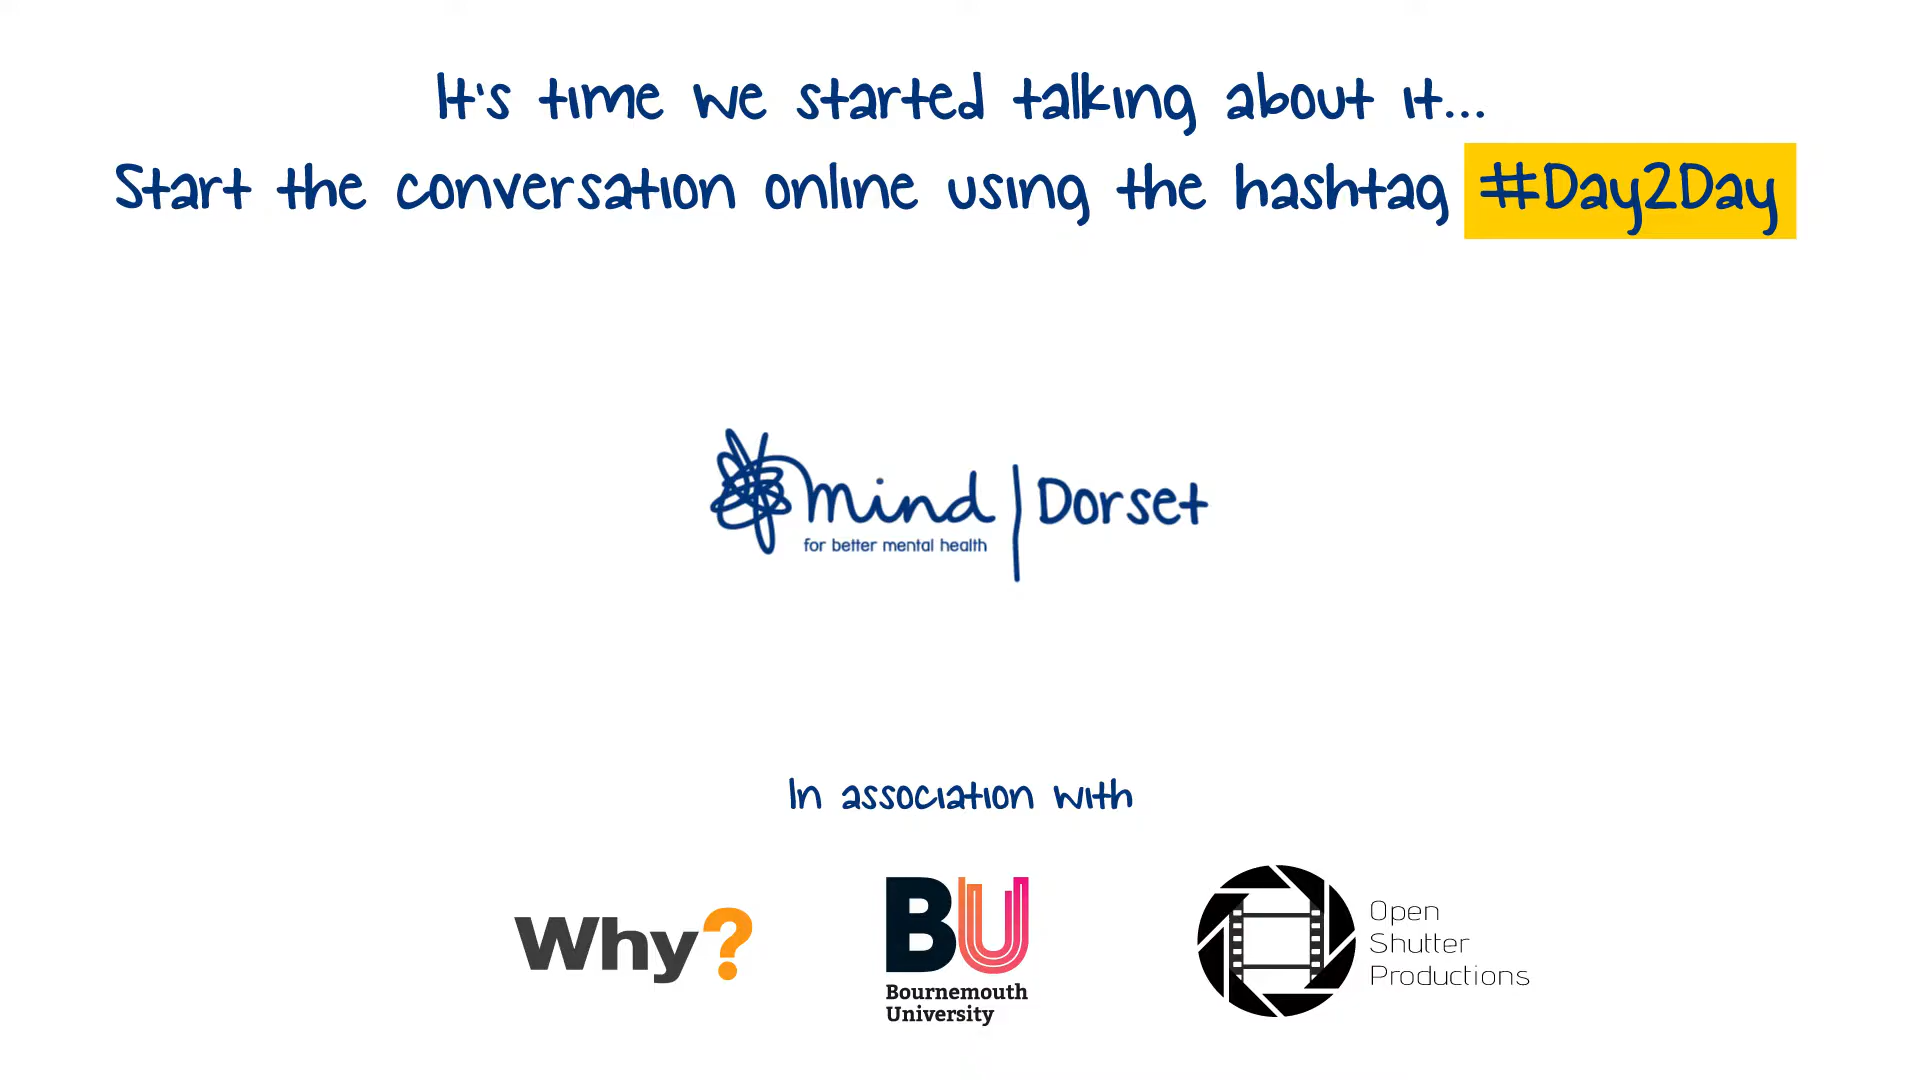 It's time we started talking about it...
Start the conversation online using the hashtag #Day2Day
mind | Dorset
for better mental health
In association with
Why?
BU
Bournemouth
University
Open
Shutter
Productions